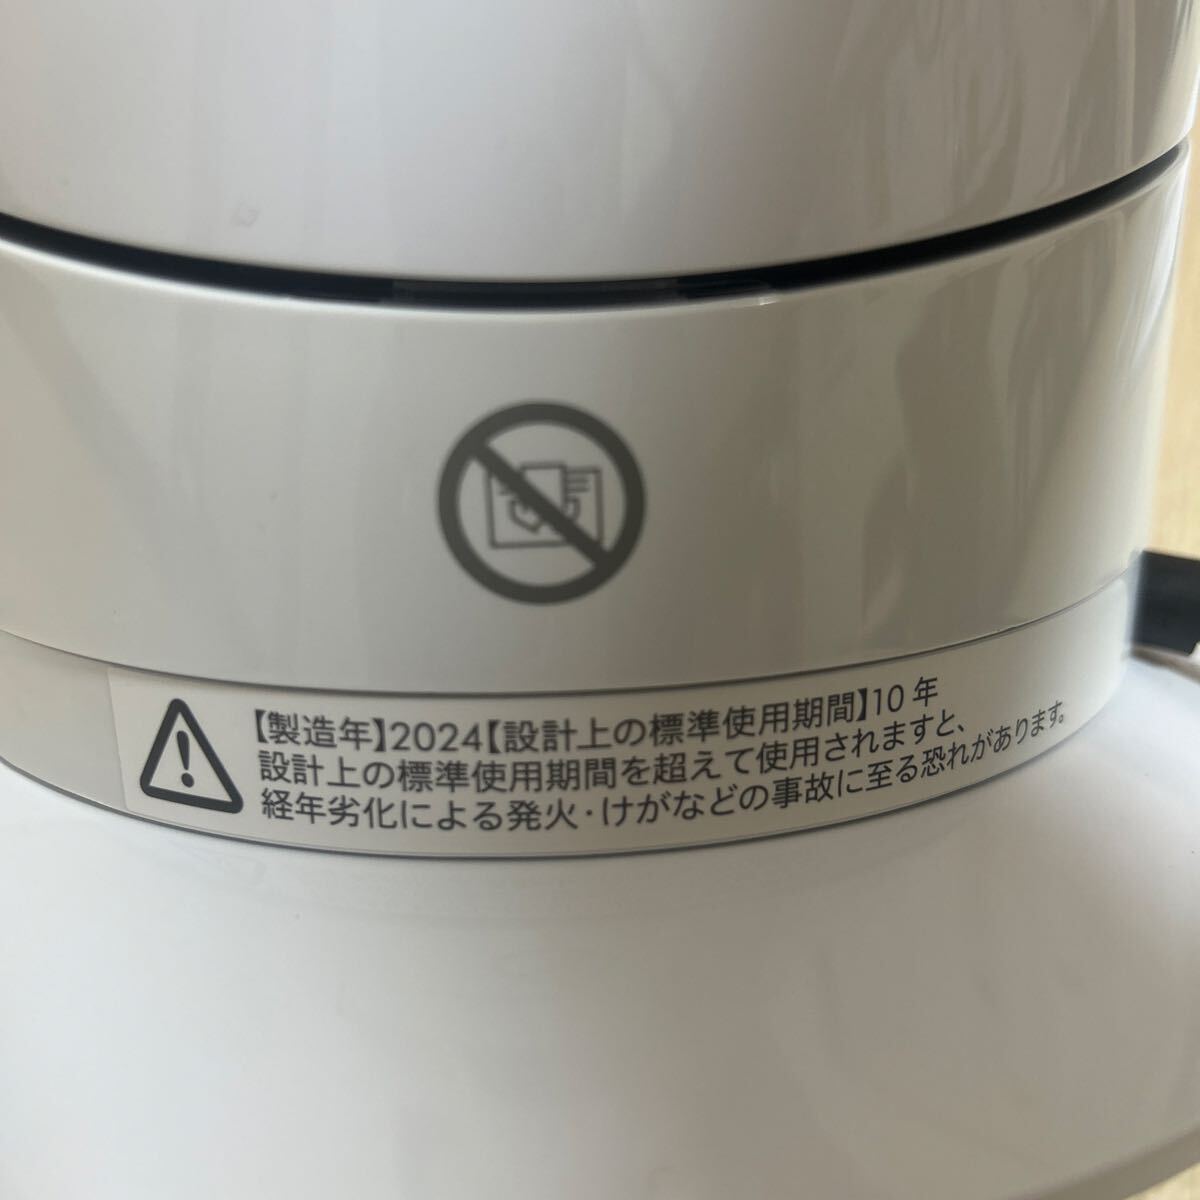 【製造年】2024【設計上の標準使用期間】10 年
設計上の標準使用期間を超えて使用されますと、
経年劣化による発火・けがなどの事故に至る恐れがあります。